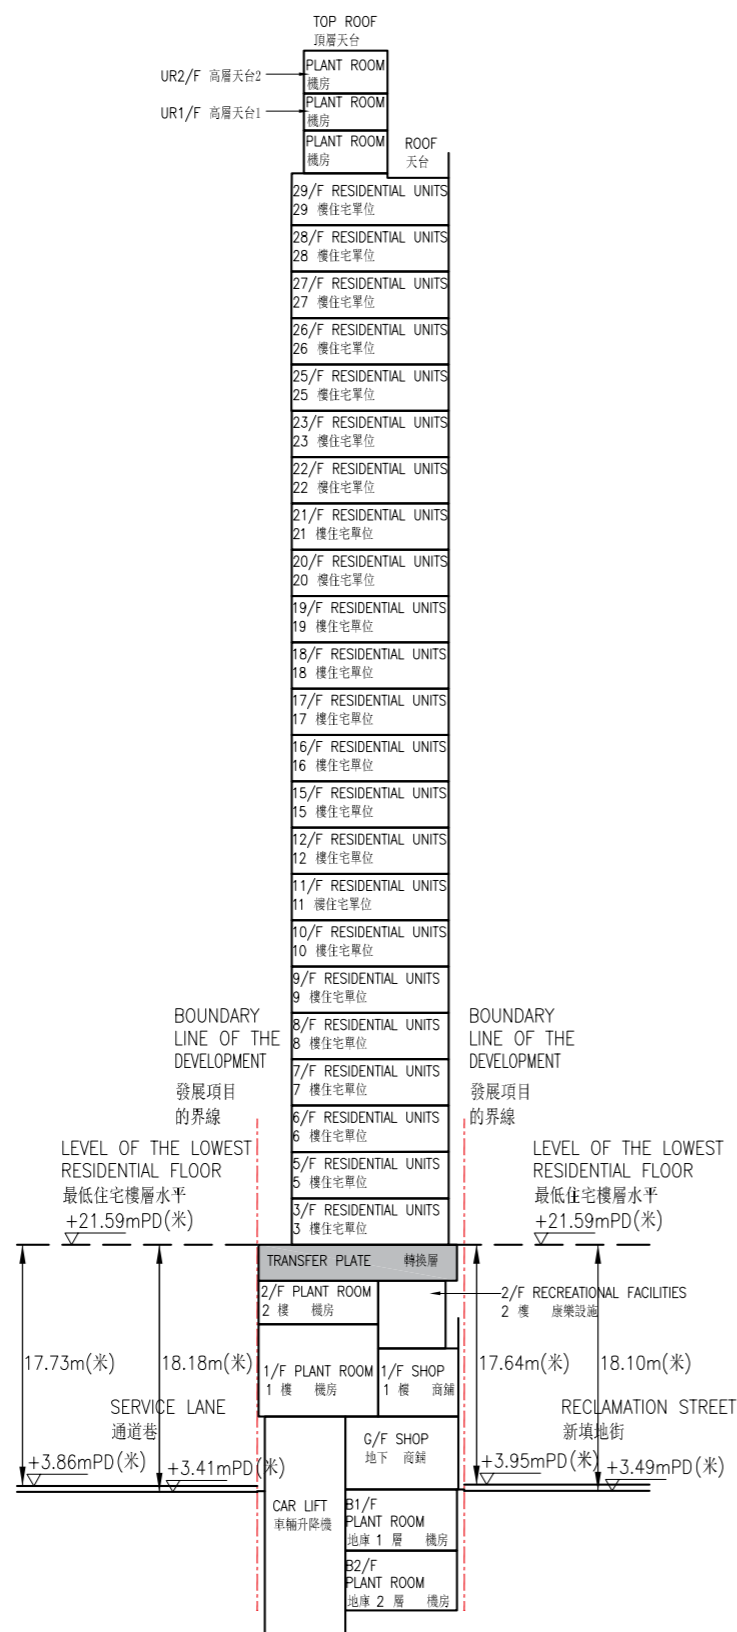 TOP ROOF
頂層天台
PLANT ROOM
機房
UR2/F 高層天台2
PLANT ROOM
機房
UR1/F 高層天台1
PLANT ROOM
機房
ROOF
天台
29/F RESIDENTIAL UNITS
29 樓住宅單位
28/F RESIDENTIAL UNITS
28 樓住宅單位
27/F RESIDENTIAL UNITS
27 樓住宅單位
26/F RESIDENTIAL UNITS
26 樓住宅單位
25/F RESIDENTIAL UNITS
25 樓住宅單位
23/F RESIDENTIAL UNITS
23 樓住宅單位
22/F RESIDENTIAL UNITS
22 樓住宅單位
21/F RESIDENTIAL UNITS
21 樓住宅單位
20/F RESIDENTIAL UNITS
20 樓住宅單位
19/F RESIDENTIAL UNITS
19 樓住宅單位
18/F RESIDENTIAL UNITS
18 樓住宅單位
17/F RESIDENTIAL UNITS
17 樓住宅單位
16/F RESIDENTIAL UNITS
16 樓住宅單位
15/F RESIDENTIAL UNITS
15 樓住宅單位
12/F RESIDENTIAL UNITS
12 樓住宅單位
11/F RESIDENTIAL UNITS
11 樓住宅單位
10/F RESIDENTIAL UNITS
10 樓住宅單位
9/F RESIDENTIAL UNITS
9 樓住宅單位
8/F RESIDENTIAL UNITS
8 樓住宅單位
7/F RESIDENTIAL UNITS
7 樓住宅單位
6/F RESIDENTIAL UNITS
6 樓住宅單位
5/F RESIDENTIAL UNITS
5 樓住宅單位
3/F RESIDENTIAL UNITS
3 樓住宅單位
BOUNDARY
LINE OF THE
DEVELOPMENT
發展項目
的界線
BOUNDARY
LINE OF THE
DEVELOPMENT
發展項目
的界線
LEVEL OF THE LOWEST
RESIDENTIAL FLOOR
最低住宅樓層水平
+21.59mPD(米)
LEVEL OF THE LOWEST
RESIDENTIAL FLOOR
最低住宅樓層水平
+21.59mPD(米)
TRANSFER PLATE 轉換層
2/F PLANT ROOM
2 樓 機房
2/F RECREATIONAL FACILITIES
2 樓 康樂設施
17.73m(米)
18.18m(米)
1/F PLANT ROOM
1 樓 機房
1/F SHOP
1 樓 商鋪
17.64m(米)
18.10m(米)
SERVICE LANE
通道巷
G/F SHOP
地下 商鋪
RECLAMATION STREET
新填地街
+3.86mPD(米)
+3.41mPD(米)
+3.95mPD(米)
+3.49mPD(米)
CAR LIFT
車輛升降機
B1/F
PLANT ROOM
地庫 1 層 機房
B2/F
PLANT ROOM
地庫 2 層 機房